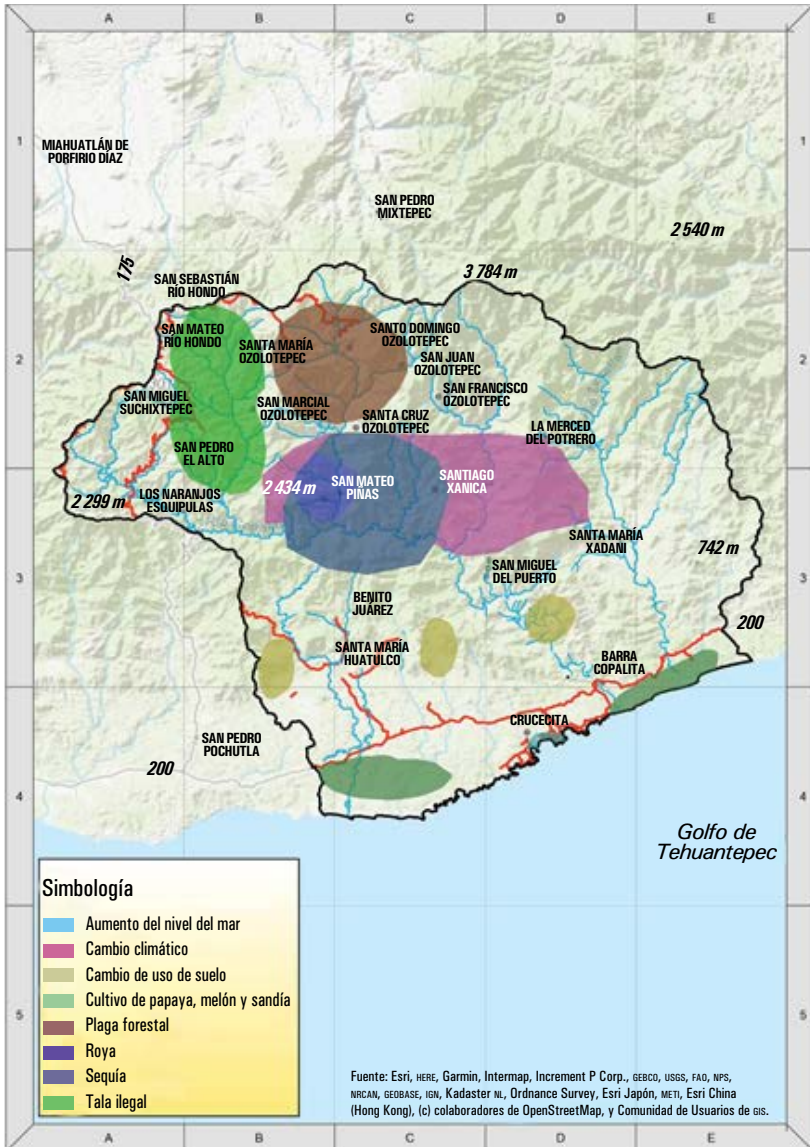 A B C D E
1 1
MIAHUATLÁN DE
PORFIRIO DÍAZ
SAN PEDRO
MIXTEPEC
2 540 m
175
SAN SEBASTIÁN
RÍO HONDO
3 784 m
2 2
SAN MATEO
RÍO HONDO
SANTA MARÍA
OZOLOTEPEC
SANTO DOMINGO
OZOLOTEPEC
SAN JUAN
OZOLOTEPEC
SAN FRANCISCO
OZOLOTEPEC
SAN MIGUEL
SUCHIXTEPEC
SAN MARCIAL
OZOLOTEPEC
SANTA CRUZ
OZOLOTEPEC
LA MERCED
DEL POTRERO
SAN PEDRO
EL ALTO
2 299 m
LOS NARANJOS
ESQUIPULAS
2 434 m
SAN MATEO
PIÑAS
SANTIAGO
XANICA
SANTA MARÍA
XADANI
742 m
3 3
SAN MIGUEL
DEL PUERTO
BENITO
JUÁREZ
200
SANTA MARÍA
HUATULCO
BARRA
COPALITA
CRUCECITA
SAN PEDRO
POCHUTLA
200
4 4
Golfo de
Tehuantepec
Simbología
Aumento del nivel del mar
Cambio climático
Cambio de uso de suelo
Cultivo de papaya, melón y sandía
Plaga forestal
Roya
Sequía
Tala ilegal
5 5
Fuente: Esri, HERE, Garmin, Intermap, Increment P Corp., GEBCO, USGS, FAO, NPS,
NRCAN, GEOBASE, IGN, Kadaster NL, Ordnance Survey, Esri Japón, METI, Esri China
(Hong Kong), (c) colaboradores de OpenStreetMap, y Comunidad de Usuarios de GIS.
A B C D E